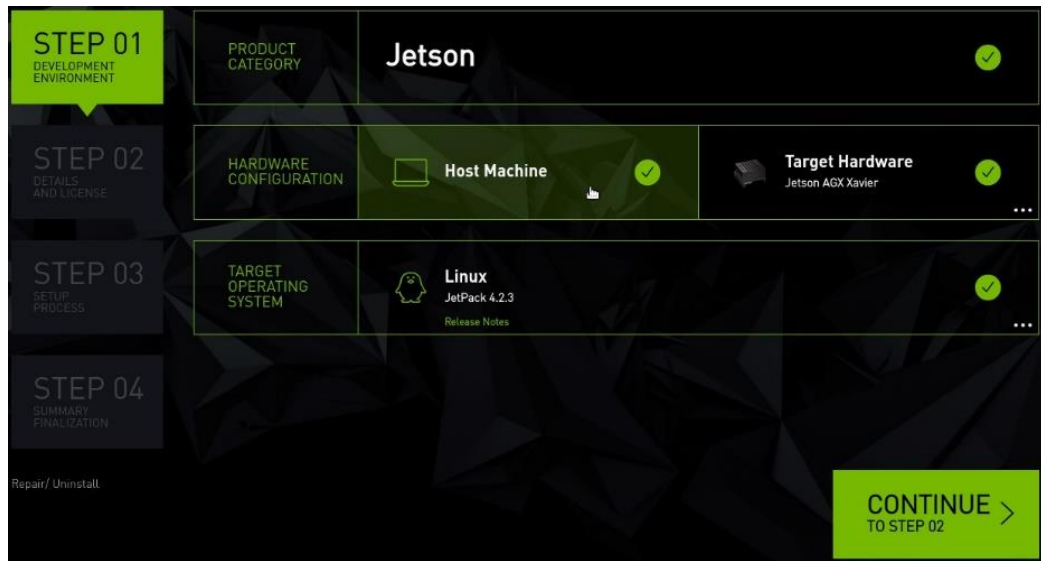 STEP 01
DEVELOPMENT
ENVIRONMENT
PRODUCT
CATEGORY
Jetson
STEP 02
DETAILS
AND LICENSE
HARDWARE
CONFIGURATION
Host Machine
Target Hardware
Jetson AGX Xavier
...
STEP 03
SETUP
PROCESS
TARGET
OPERATING
SYSTEM
Linux
JetPack 4.2.3
Release Notes
...
STEP 04
SUMMARY
FINALIZATION
Repair/ Uninstall
CONTINUE >
TO STEP 02